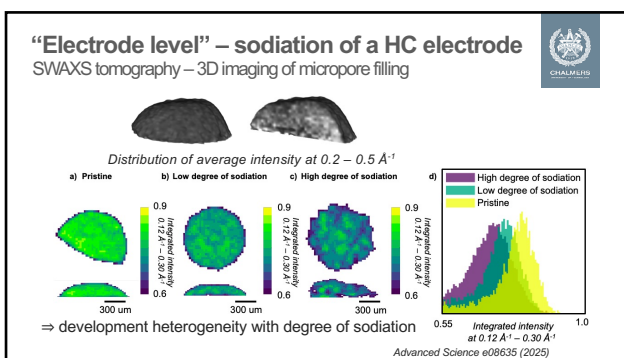 “Electrode level” – sodiation of a HC electrode
SWAXS tomography – 3D imaging of micropore filling
CHALMERS
Distribution of average intensity at 0.2 – 0.5 Å⁻¹
a) Pristine
b) Low degree of sodiation
c) High degree of sodiation
d)
0.9
Integrated intensity
0.12 Å⁻¹ – 0.30 Å⁻¹
0.6
300 um
0.9
Integrated intensity
0.12 Å⁻¹ – 0.30 Å⁻¹
0.6
300 um
0.9
Integrated intensity
0.12 Å⁻¹ – 0.30 Å⁻¹
0.6
300 um
High degree of sodiation
Low degree of sodiation
Pristine
0.55
1.0
Integrated intensity
at 0.12 Å⁻¹ – 0.30 Å⁻¹
⇒ development heterogeneity with degree of sodiation
Advanced Science e08635 (2025)